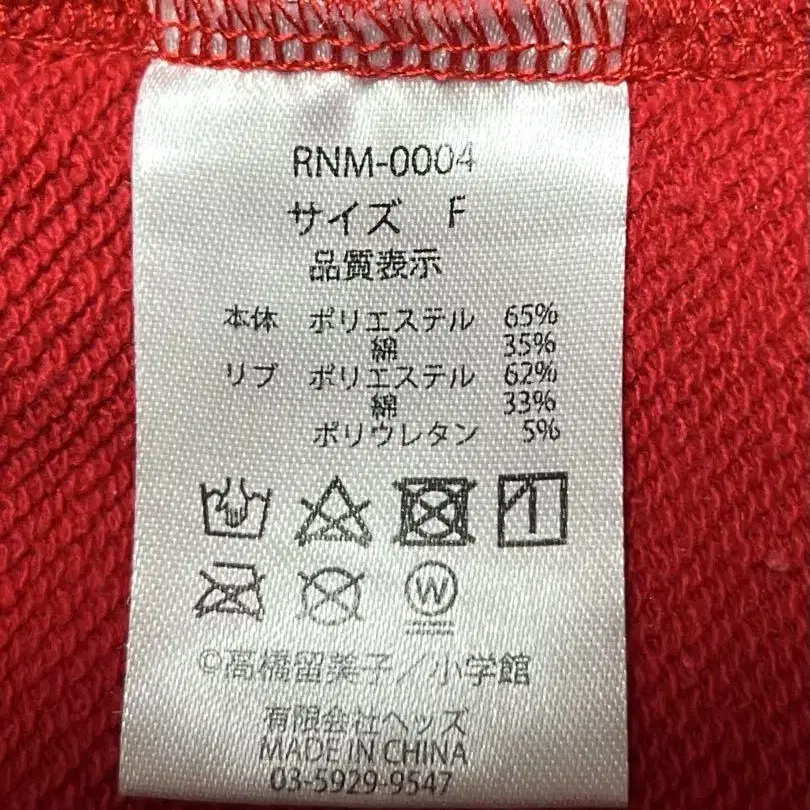 RNM-0004
サイズ F
品質表示
本体 ポリエステル 65%
綿 35%
リブ ポリエステル 62%
綿 33%
ポリウレタン 5%
W
©高橋留美子／小学館
有限会社ヘッズ
MADE IN CHINA
03-5929-9547